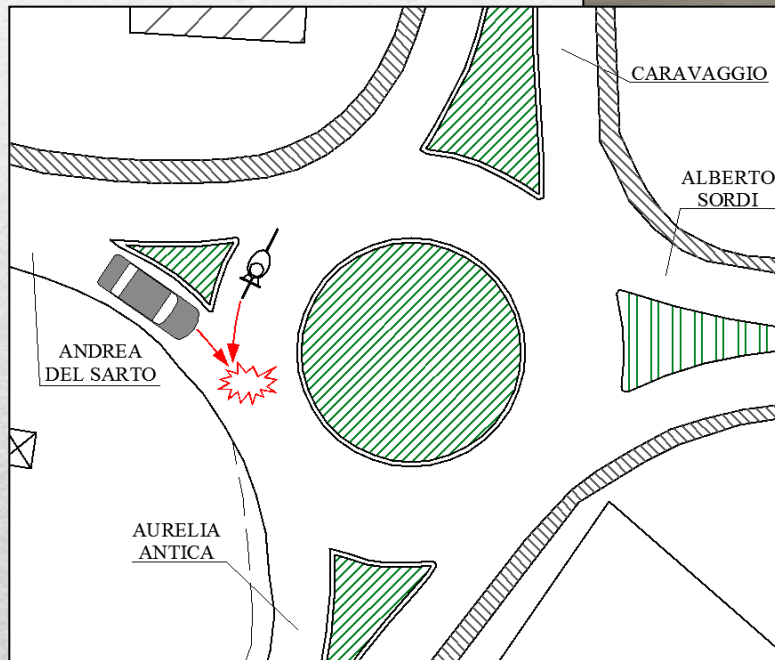 CARAVAGGIO
ALBERTO
SORDI
ANDREA
DEL SARTO
AURELIA
ANTICA